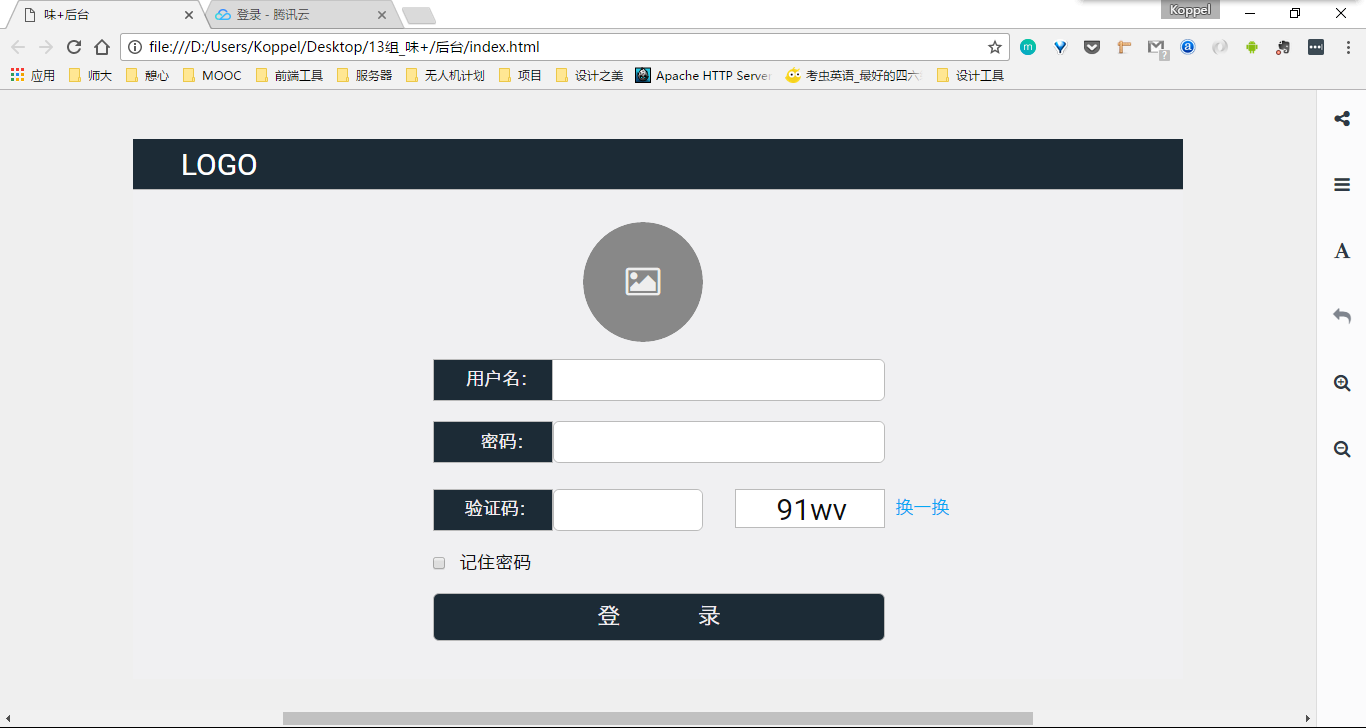 味+后台
登录 - 腾讯云
Koppel
file:///D:/Users/Koppel/Desktop/13组_味+/后台/index.html
应用 师大 憩心 MOOC 前端工具 服务器 无人机计划 项目 设计之美 Apache HTTP Server 考虫英语_最好的四六 设计工具
LOGO
用户名：
密码：
验证码： 91wv 换一换
记住密码
登 录